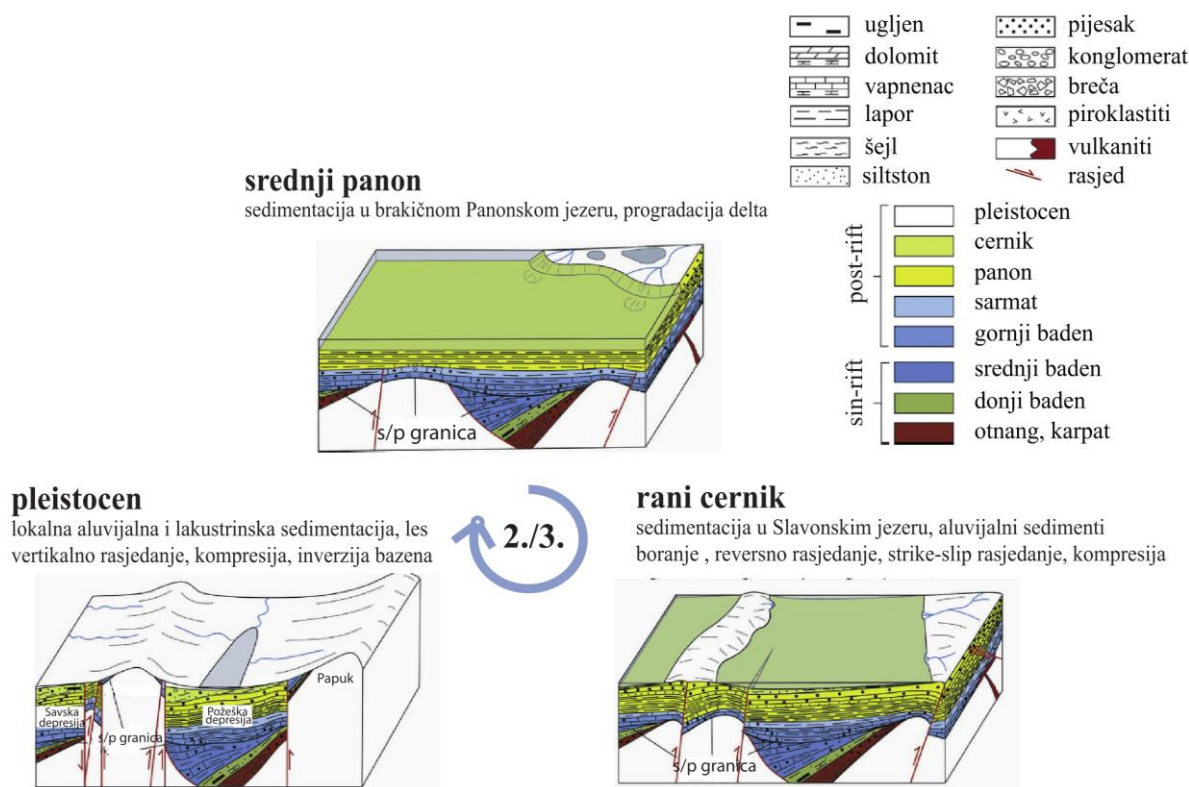 ugljen
dolomit
vapnenac
lapor
šejl
siltston
pijesak
konglomerat
breča
piroklastiti
vulkaniti
rasjed
post-rift
pleistocen
cernik
panon
sarmat
gornji baden
sin-rift
srednji baden
donji baden
otnang, karpat
srednji panon
sedimentacija u brakičnom Panonskom jezeru, progradacija delta
s/p granica
pleistocen
lokalna aluvijalna i lakustrinska sedimentacija, les
vertikalno rasjedanje, kompresija, inverzija bazena
Papuk
Savska
depresija
Požeška
depresija
s/p granica
2./3.
rani cernik
sedimentacija u Slavonskom jezeru, aluvijalni sedimenti
boranje , reversno rasjedanje, strike-slip rasjedanje, kompresija
s/p granica